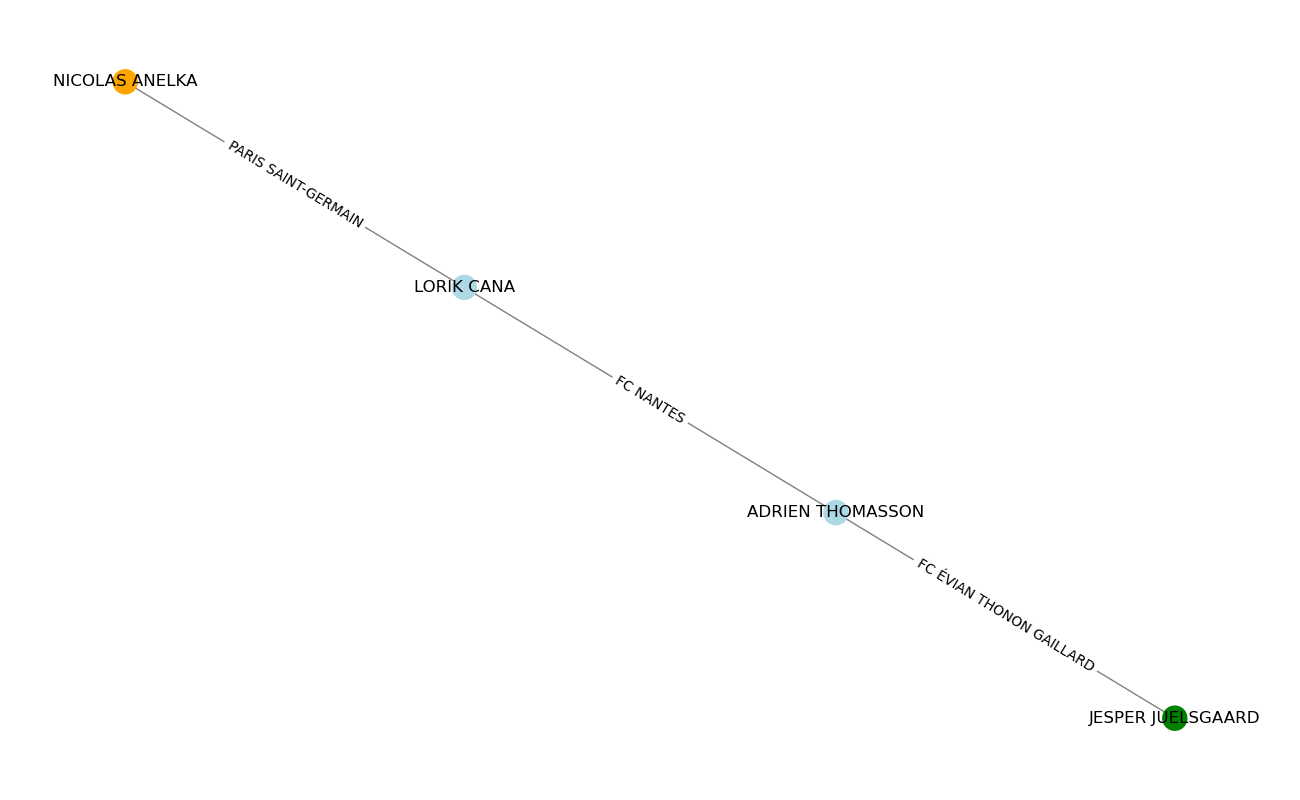 NICOLAS ANELKA
PARIS SAINT-GERMAIN
LORIK CANA
FC NANTES
ADRIEN THOMASSON
FC ÉVIAN THONON GAILLARD
JESPER JUELSGAARD